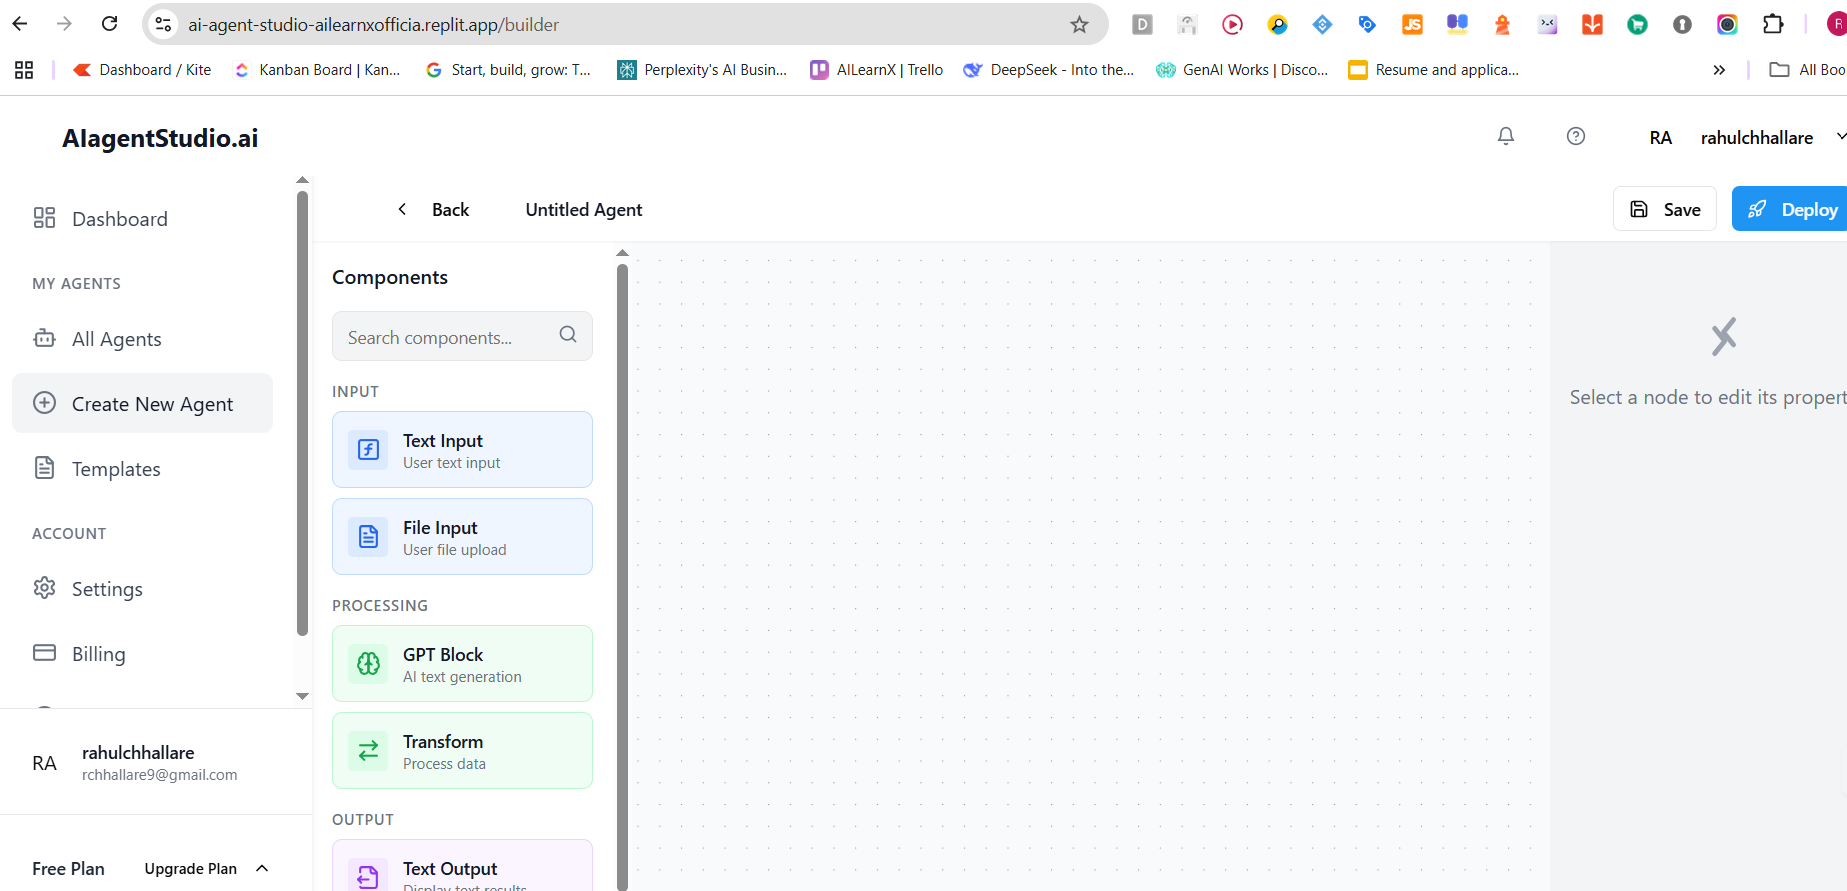 ai-agent-studio-ailearnxofficia.replit.app/builder
D
JS
R
Dashboard / Kite
Kanban Board | Kan...
Start, build, grow: T...
Perplexity's AI Busin...
AILearnX | Trello
DeepSeek - Into the...
GenAI Works | Disco...
Resume and applica...
»
All Boo
AIagentStudio.ai
RA
rahulchhallare
Dashboard
MY AGENTS
All Agents
Create New Agent
Templates
ACCOUNT
Settings
Billing
RA
rahulchhallare
rchhallare9@gmail.com
Free Plan
Upgrade Plan
Back
Untitled Agent
Save
Deploy
Components
Search components...
INPUT
Text Input
User text input
File Input
User file upload
PROCESSING
GPT Block
AI text generation
Transform
Process data
OUTPUT
Text Output
Display text results
Select a node to edit its propert